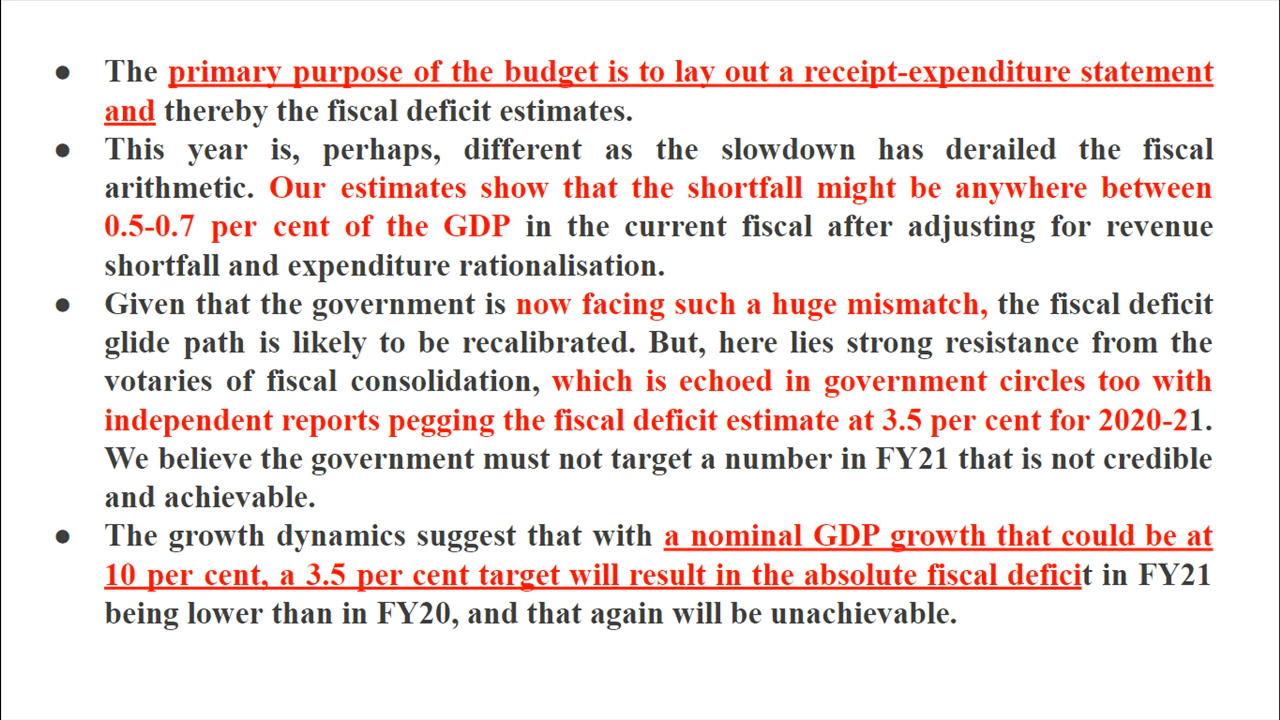 ● The primary purpose of the budget is to lay out a receipt-expenditure statement
and thereby the fiscal deficit estimates.
● This year is, perhaps, different as the slowdown has derailed the fiscal
arithmetic. Our estimates show that the shortfall might be anywhere between
0.5-0.7 per cent of the GDP in the current fiscal after adjusting for revenue
shortfall and expenditure rationalisation.
● Given that the government is now facing such a huge mismatch, the fiscal deficit
glide path is likely to be recalibrated. But, here lies strong resistance from the
votaries of fiscal consolidation, which is echoed in government circles too with
independent reports pegging the fiscal deficit estimate at 3.5 per cent for 2020-21.
We believe the government must not target a number in FY21 that is not credible
and achievable.
● The growth dynamics suggest that with a nominal GDP growth that could be at
10 per cent, a 3.5 per cent target will result in the absolute fiscal deficit in FY21
being lower than in FY20, and that again will be unachievable.